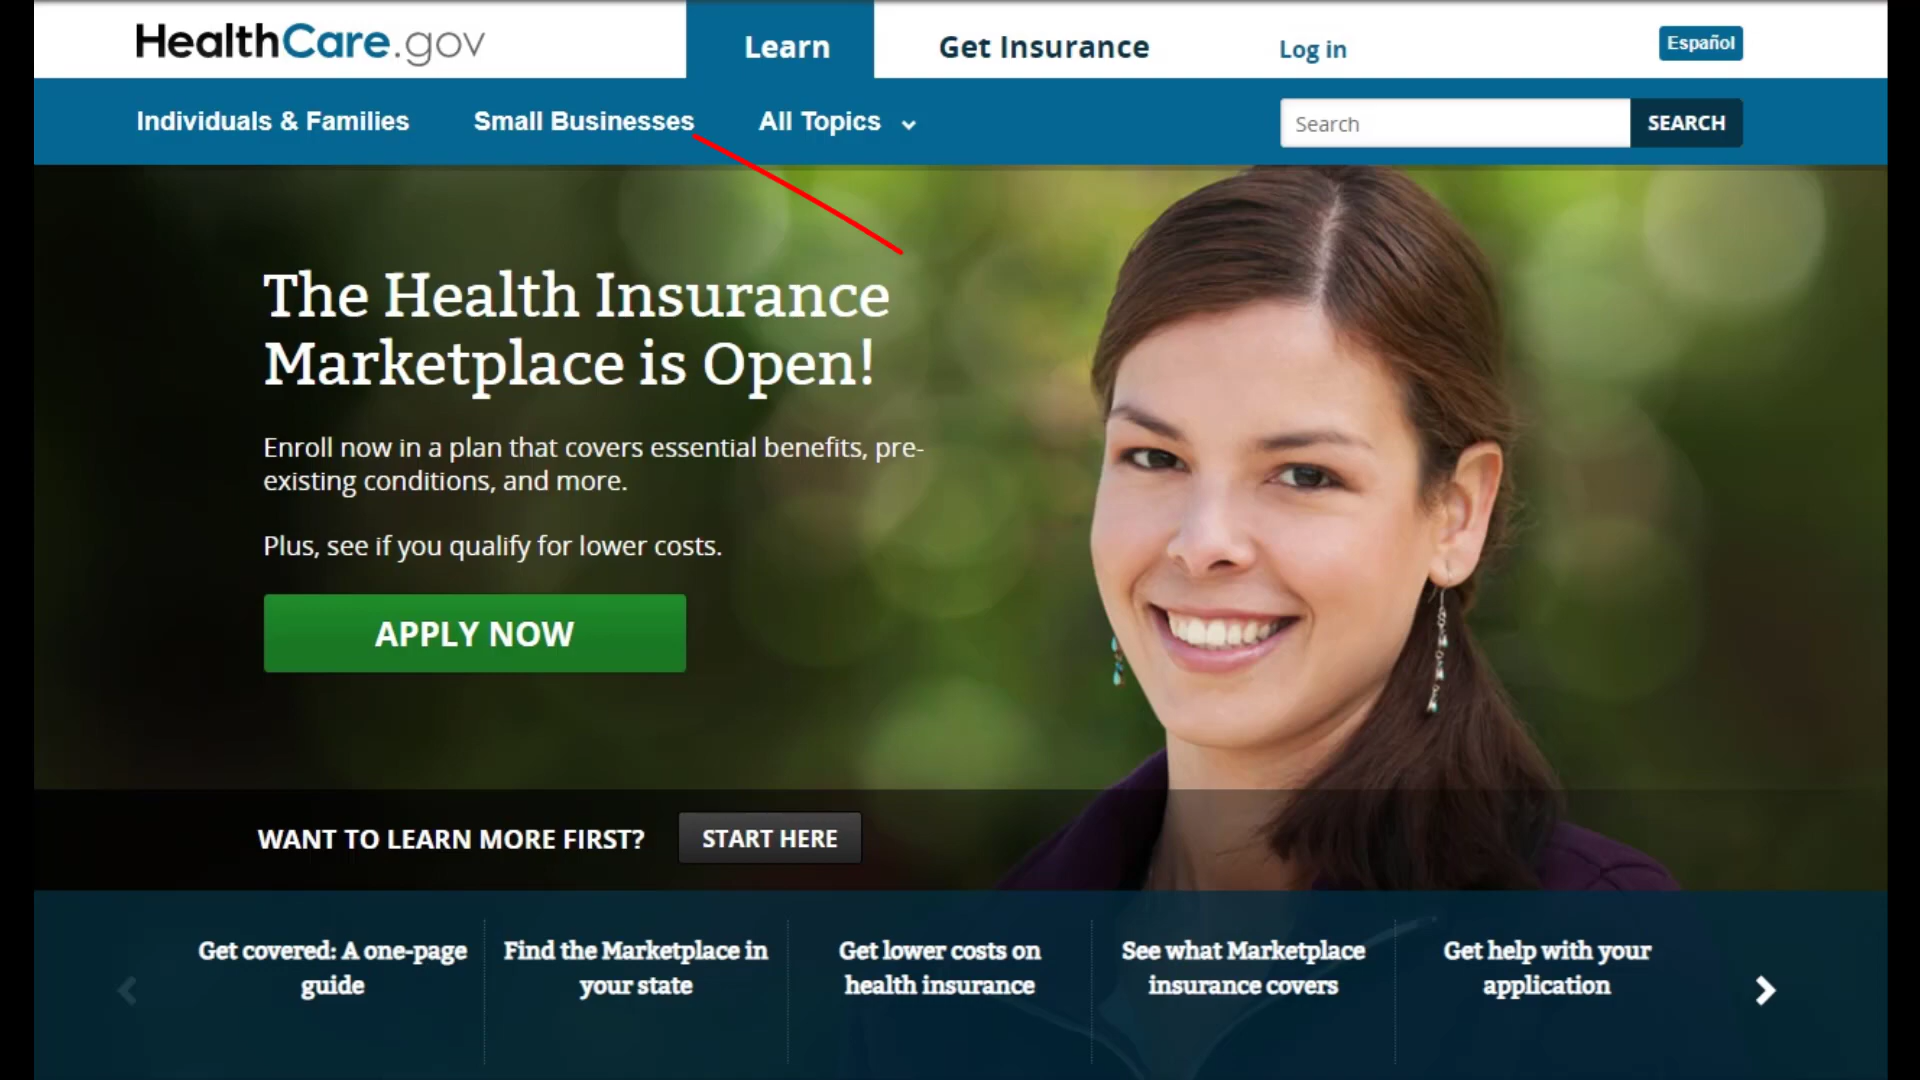 HealthCare.gov
Learn
Get Insurance
Log in
Español
Individuals & Families
Small Businesses
All Topics
Search
SEARCH
The Health Insurance
Marketplace is Open!
Enroll now in a plan that covers essential benefits, pre-
existing conditions, and more.
Plus, see if you qualify for lower costs.
APPLY NOW
WANT TO LEARN MORE FIRST?
START HERE
Get covered: A one-page
guide
Find the Marketplace in
your state
Get lower costs on
health insurance
See what Marketplace
insurance covers
Get help with your
application